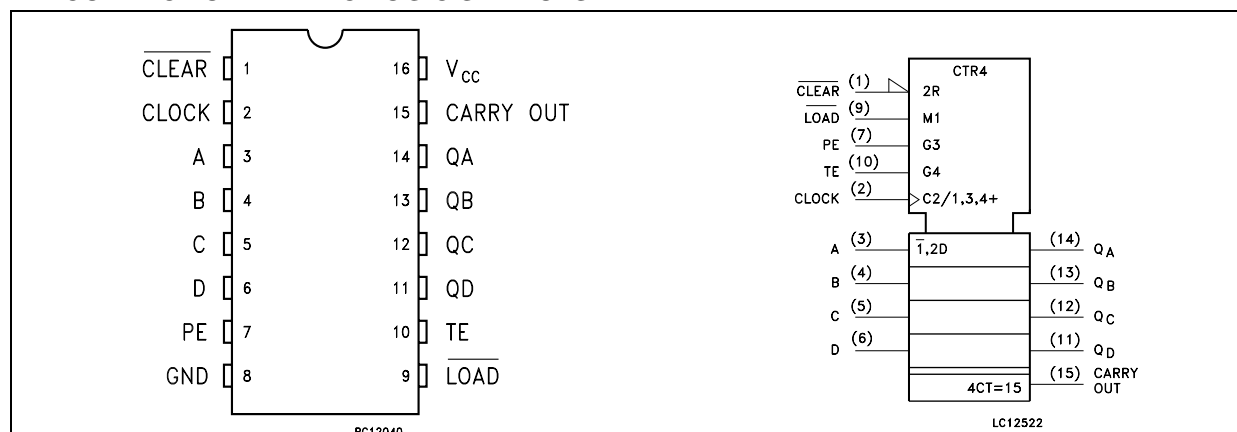 CLEAR 1 16 VCC
CLOCK 2 15 CARRY OUT
A 3 14 QA
B 4 13 QB
C 5 12 QC
D 6 11 QD
PE 7 10 TE
GND 8 9 LOAD
CTR4
CLEAR (1) 2R
LOAD (9) M1
PE (7) G3
TE (10) G4
CLOCK (2) C2/1,3,4+
A (3) 1̅,2D (14) QA
B (4) (13) QB
C (5) (12) QC
D (6) (11) QD
4CT=15 (15) CARRY OUT
LC12522